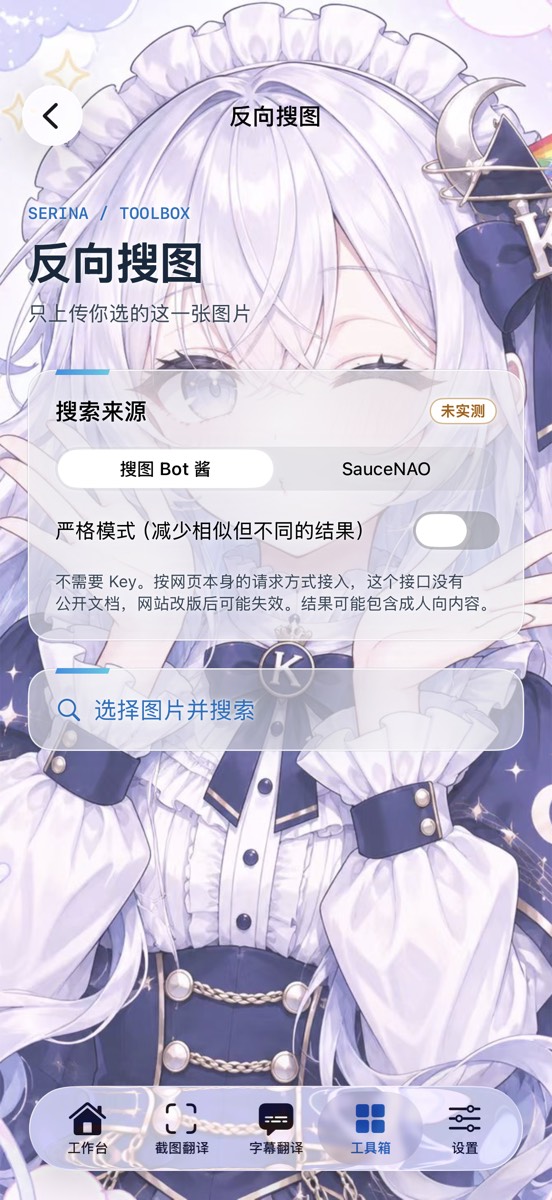 反向搜图
SERINA / TOOLBOX
反向搜图
只上传你选的这一张图片
搜索来源
未实测
搜图 Bot 酱
SauceNAO
严格模式（减少相似但不同的结果）
不需要 Key。按网页本身的请求方式接入，这个接口没有
公开文档，网站改版后可能失效。结果可能包含成人向内容。
K
K
选择图片并搜索
工作台
截图翻译
字幕翻译
工具箱
设置